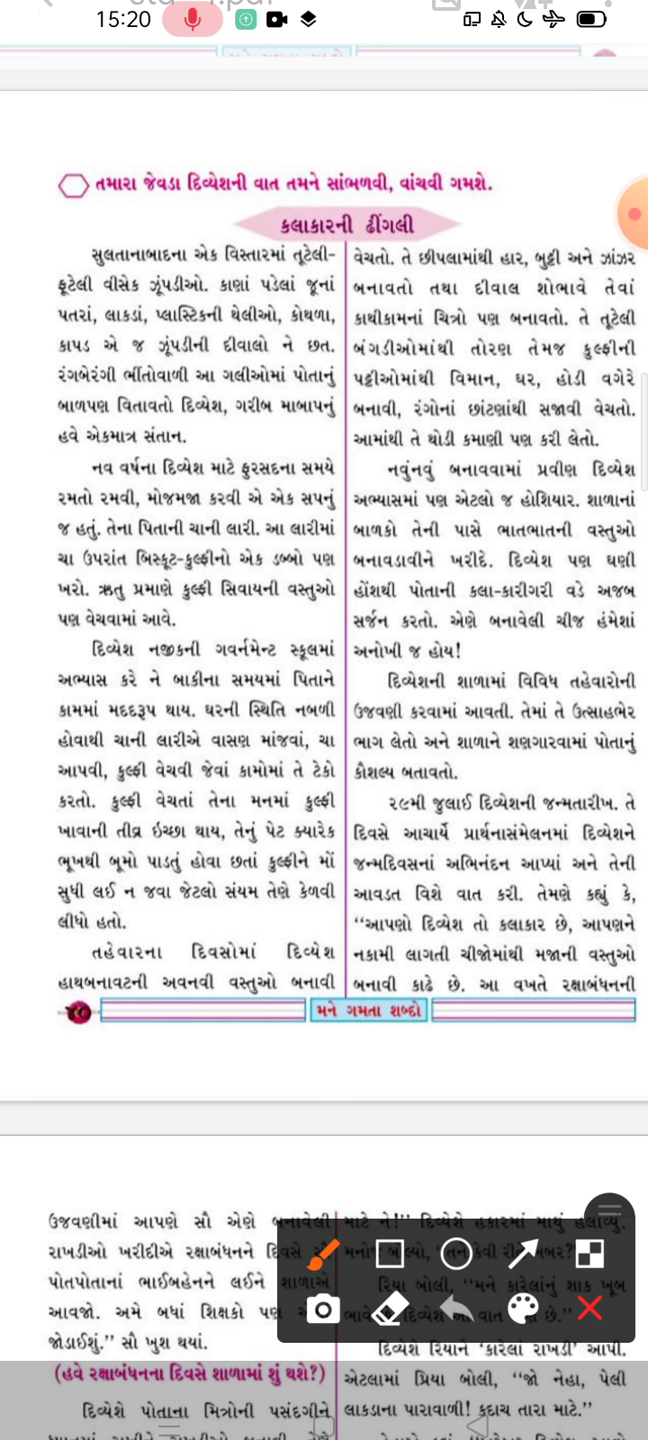 15:20
તમારા જેવડા દિવ્યેશની વાત તમને સાંભળવી, વાંચવી ગમશે.
કલાકારની ઢીંગલી
સુલતાનાબાદના એક વિસ્તારમાં તૂટેલી-
ફૂટેલી વીસેક ઝૂંપડીઓ. કાણાં પડેલાં જૂનાં
પતરાં, લાકડાં, પ્લાસ્ટિકની થેલીઓ, કોથળા,
કાપડ એ જ ઝૂંપડીની દીવાલો ને છત.
રંગબેરંગી ભીંતોવાળી આ ગલીઓમાં પોતાનું
બાળપણ વિતાવતો દિવ્યેશ, ગરીબ માબાપનું
હવે એકમાત્ર સંતાન.
નવ વર્ષના દિવ્યેશ માટે ફુરસદના સમયે
રમતો રમવી, મોજમજા કરવી એ એક સપનું
જ હતું. તેના પિતાની ચાની લારી. આ લારીમાં
ચા ઉપરાંત બિસ્કૂટ-કુલ્ફીનો એક ડબ્બો પણ
ખરો. ઋતુ પ્રમાણે કુલ્ફી સિવાયની વસ્તુઓ
પણ વેચવામાં આવે.
દિવ્યેશ નજીકની ગવર્નમેન્ટ સ્કૂલમાં
અભ્યાસ કરે ને બાકીના સમયમાં પિતાને
કામમાં મદદરૂપ થાય. ઘરની સ્થિતિ નબળી
હોવાથી ચાની લારીએ વાસણ માંજવાં, ચા
આપવી, કુલ્ફી વેચવી જેવાં કામોમાં તે ટેકો
કરતો. કુલ્ફી વેચતાં તેના મનમાં કુલ્ફી
ખાવાની તીવ્ર ઇચ્છા થાય, તેનું પેટ ક્યારેક
ભૂખથી બૂમો પાડતું હોવા છતાં કુલ્ફીને મોં
સુધી લઈ ન જવા જેટલો સંયમ તેણે કેળવી
લીધો હતો.
તહેવારના દિવસોમાં દિવ્યેશ
હાથબનાવટની અવનવી વસ્તુઓ બનાવી
વેચતો. તે છીપલામાંથી હાર, બુટ્ટી અને ઝાંઝર
બનાવતો તથા દીવાલ શોભાવે તેવાં
કાથીકામનાં ચિત્રો પણ બનાવતો. તે તૂટેલી
બંગડીઓમાંથી તોરણ તેમજ કુલ્ફીની
પટ્ટીઓમાંથી વિમાન, ઘર, હોડી વગેરે
બનાવી, રંગોનાં છાંટણાંથી સજાવી વેચતો.
આમાંથી તે થોડી કમાણી પણ કરી લેતો.
નવુંનવું બનાવવામાં પ્રવીણ દિવ્યેશ
અભ્યાસમાં પણ એટલો જ હોશિયાર. શાળાનાં
બાળકો તેની પાસે ભાતભાતની વસ્તુઓ
બનાવડાવીને ખરીદે. દિવ્યેશ પણ ઘણી
હોંશથી પોતાની કલા-કારીગરી વડે અજબ
સર્જન કરતો. એણે બનાવેલી ચીજ હંમેશાં
અનોખી જ હોય!
દિવ્યેશની શાળામાં વિવિધ તહેવારોની
ઉજવણી કરવામાં આવતી. તેમાં તે ઉત્સાહભેર
ભાગ લેતો અને શાળાને શણગારવામાં પોતાનું
કૌશલ્ય બતાવતો.
૨૯મી જુલાઈ દિવ્યેશની જન્મતારીખ. તે
દિવસે આચાર્યે પ્રાર્થનાસંમેલનમાં દિવ્યેશને
જન્મદિવસનાં અભિનંદન આપ્યાં અને તેની
આવડત વિશે વાત કરી. તેમણે કહ્યું કે,
“આપણો દિવ્યેશ તો કલાકાર છે, આપણને
નકામી લાગતી ચીજોમાંથી મજાની વસ્તુઓ
બનાવી કાઢે છે. આ વખતે રક્ષાબંધનની
મને ગમતા શબ્દો
ઉજવણીમાં આપણે સૌ એણે બનાવેલી
રાખડીઓ ખરીદીએ રક્ષાબંધનને
પોતપોતાનાં ભાઈબહેનને લઈને શાળાએ
આવજો. અમે બધાં શિક્ષકો પણ
જોડાઈશું.” સૌ ખુશ થયાં.
(હવે રક્ષાબંધનના દિવસે શાળામાં શું થશે?)
દિવ્યેશે પોતાના મિત્રોની પસંદગીને
માટે ને!” દિવ્યેશે હકારમાં માથું હલાવ્યું.
રિયા બોલી, “મને કારેલાંનું શાક ખૂબ
દિવ્યેશે રિયાને ‘કારેલાં રાખડી’ આપી.
એટલામાં પ્રિયા બોલી, “જો નેહા, પેલી
લાકડાના પારાવાળી! કદાચ તારા માટે.”